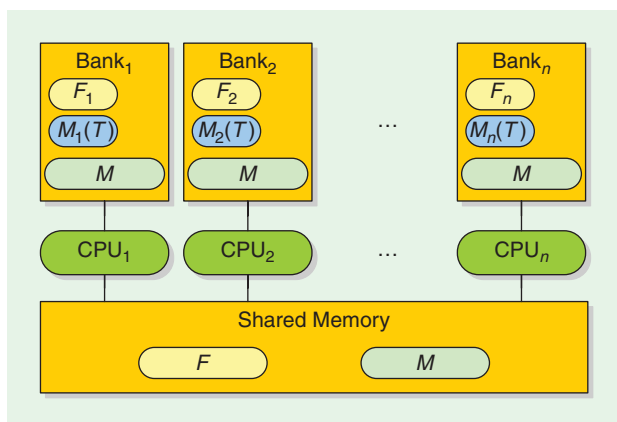 Bank₁ Bank₂ Bankₙ
F₁ F₂ Fₙ
M₁(T) M₂(T) ... Mₙ(T)
M M M
CPU₁ CPU₂ ... CPUₙ
Shared Memory
F M